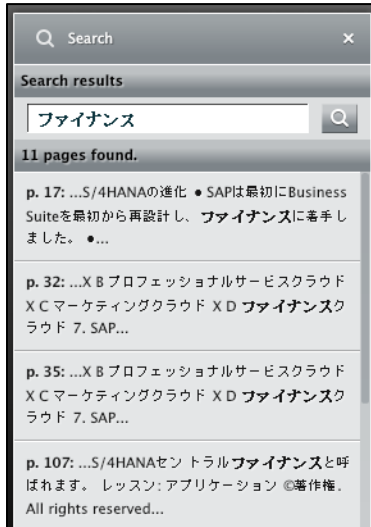 Search
Search results
ファイナンス
11 pages found.
p. 17: ...S/4HANAの進化 ● SAPは最初にBusiness
Suiteを最初から再設計し、ファイナンスに着手し
ました。 ●...
p. 32: ...X B プロフェッショナルサービスクラウド
X C マーケティングクラウド X D ファイナンスク
ラウド 7. SAP...
p. 35: ...X B プロフェッショナルサービスクラウド
X C マーケティングクラウド X D ファイナンスク
ラウド 7. SAP...
p. 107: ...S/4HANAセン トラルファイナンスと呼
ばれます。 レッスン: アプリケーション ©著作権.
All rights reserved...